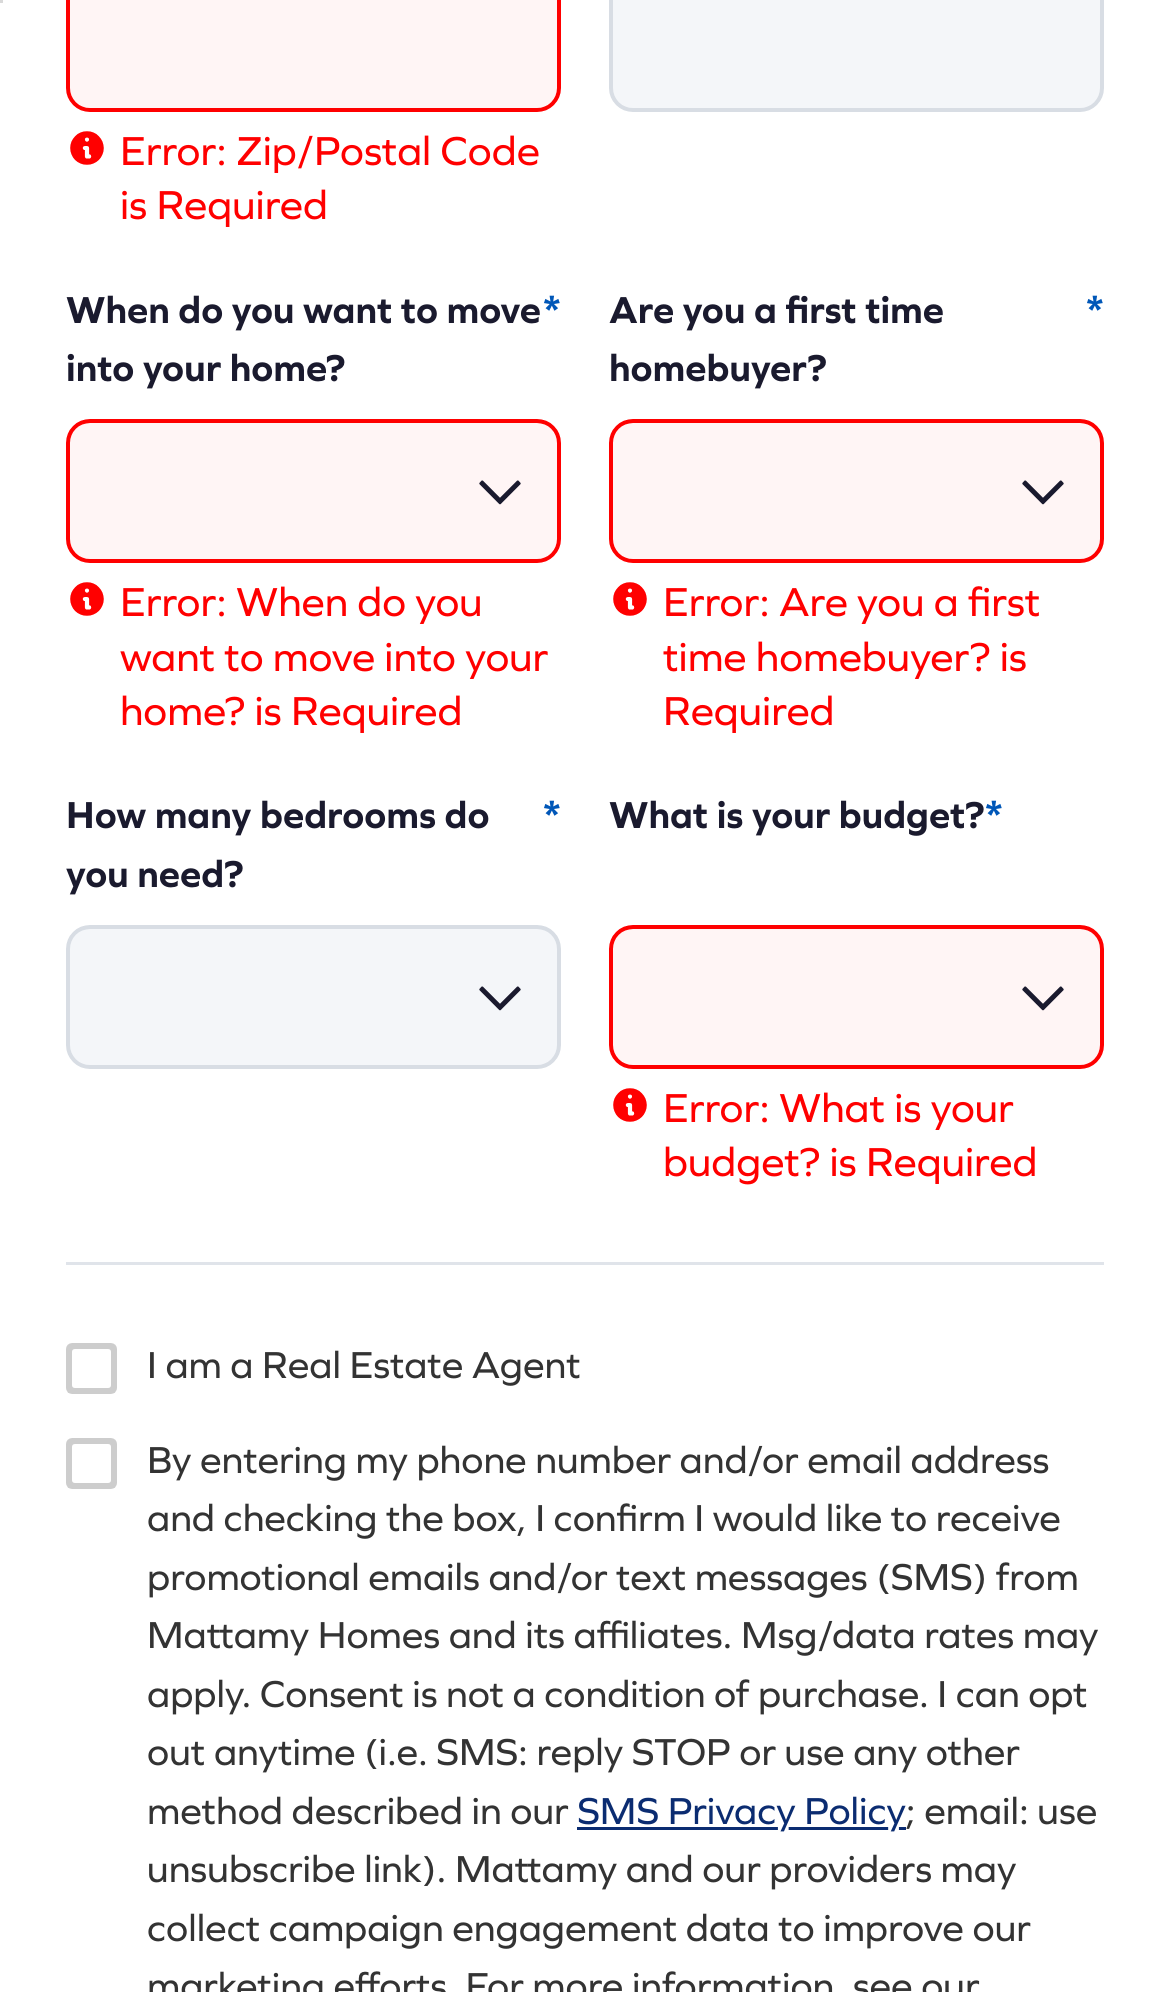 Error: Zip/Postal Code
is Required
When do you want to move*
into your home?
Are you a first time *
homebuyer?
Error: When do you
want to move into your
home? is Required
Error: Are you a first
time homebuyer? is
Required
How many bedrooms do *
you need?
What is your budget?*
Error: What is your
budget? is Required
I am a Real Estate Agent
By entering my phone number and/or email address
and checking the box, I confirm I would like to receive
promotional emails and/or text messages (SMS) from
Mattamy Homes and its affiliates. Msg/data rates may
apply. Consent is not a condition of purchase. I can opt
out anytime (i.e. SMS: reply STOP or use any other
method described in our SMS Privacy Policy; email: use
unsubscribe link). Mattamy and our providers may
collect campaign engagement data to improve our
marketing efforts. For more information, see our